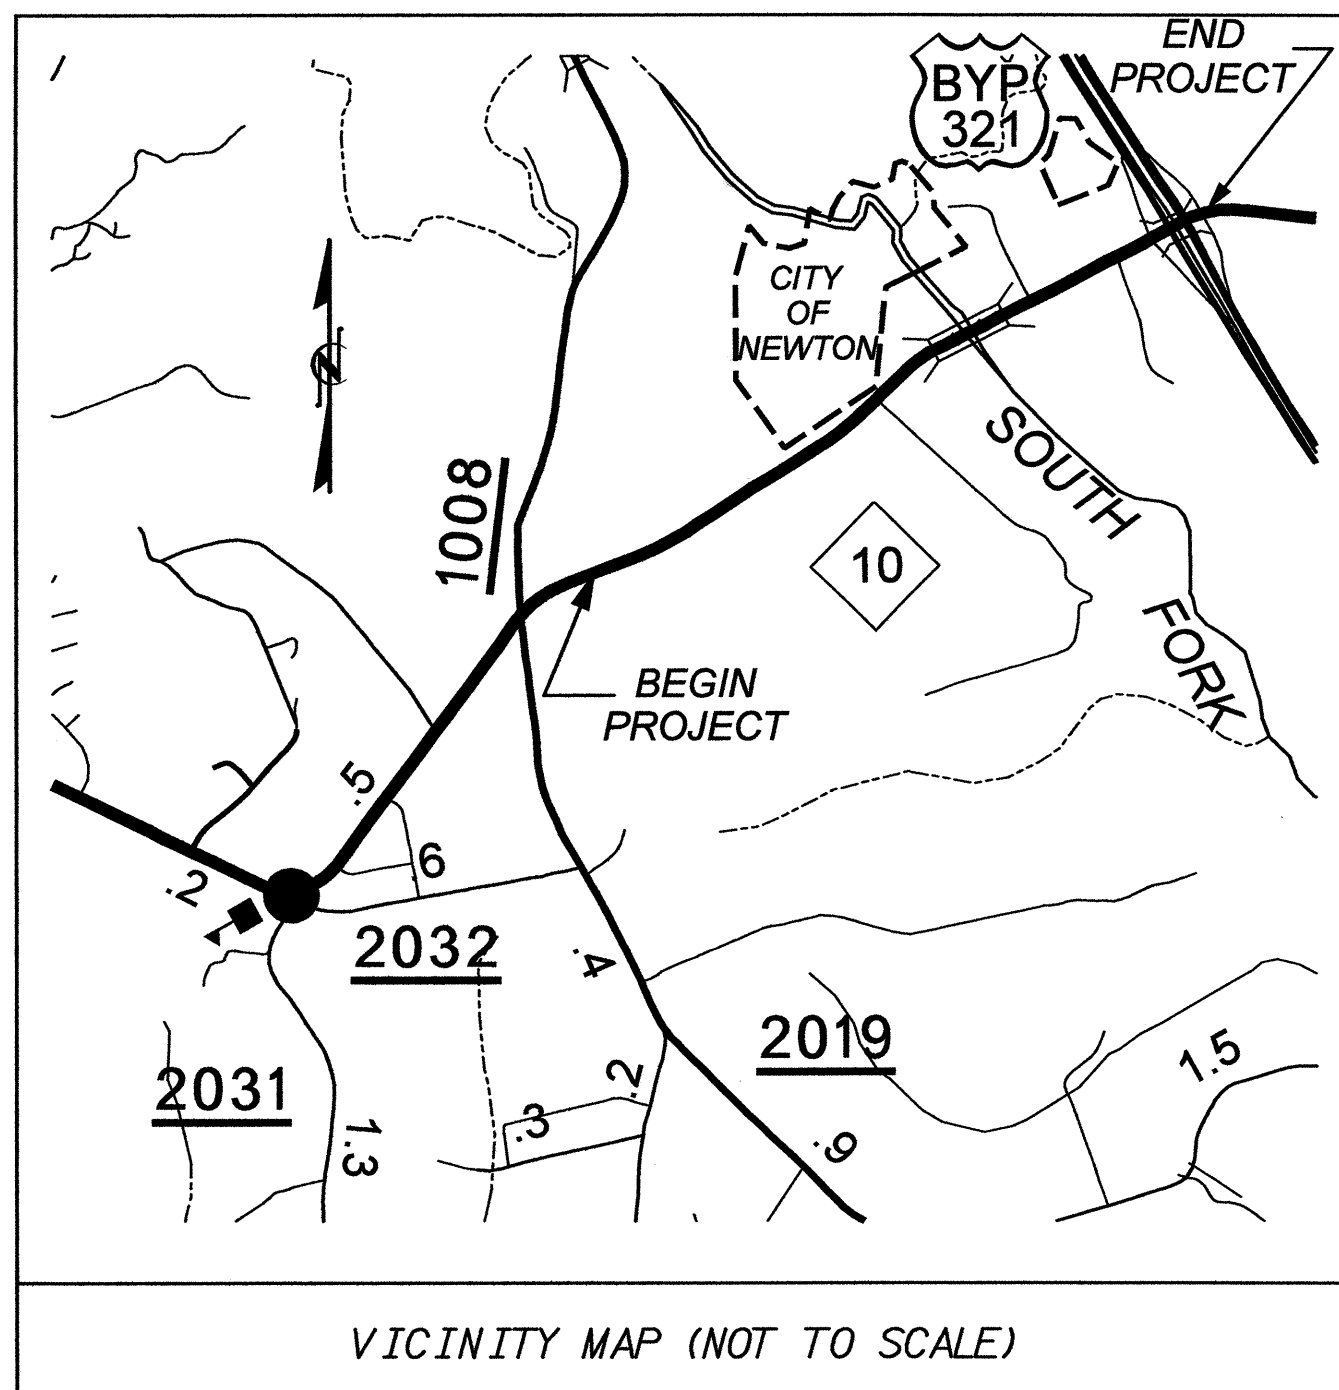 END
PROJECT
BYP
321
CITY
OF
NEWTON
SOUTH
FORK
1008
10
BEGIN
PROJECT
.5
.2
.6
2032
.4
2019
2031
1.3
.2
.3
.9
1.5
N
VICINITY MAP (NOT TO SCALE)